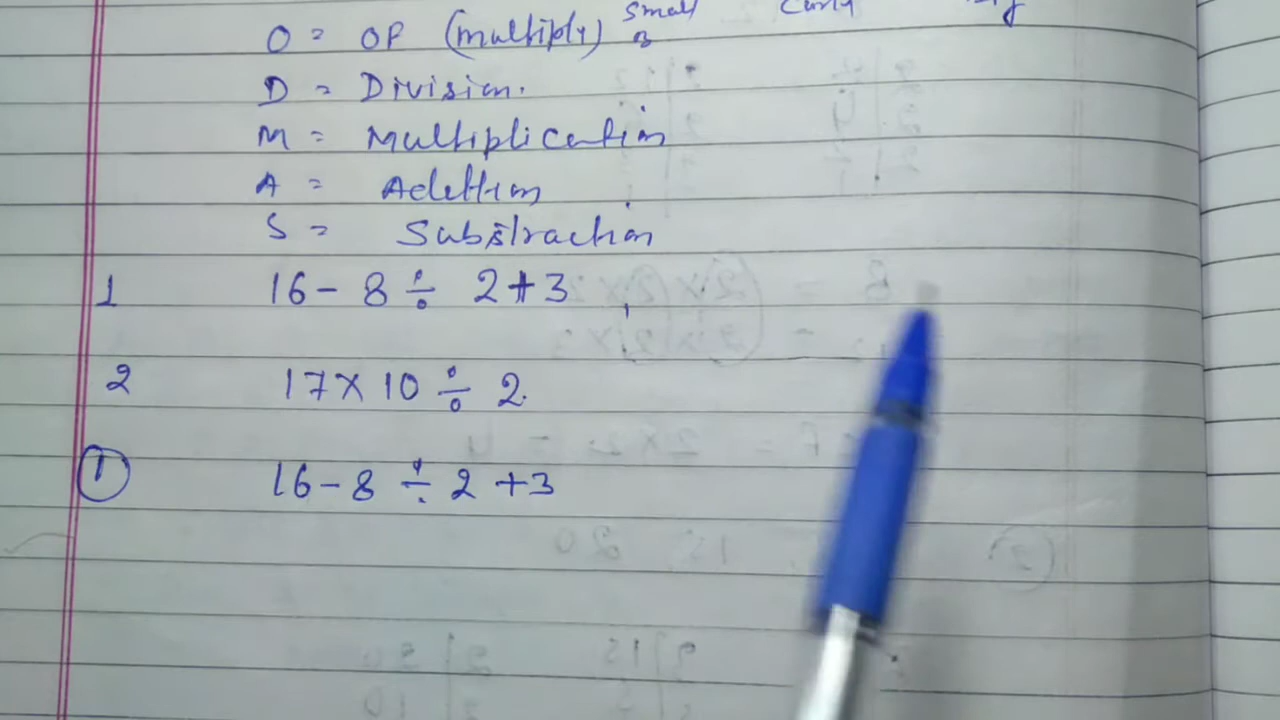 small
O = OF (multiply)
D = Division.
M = Multiplication
A = Addition
S = Substraction
1 16 - 8 ÷ 2 + 3
2 17 × 10 ÷ 2.
① 16 - 8 ÷ 2 + 3